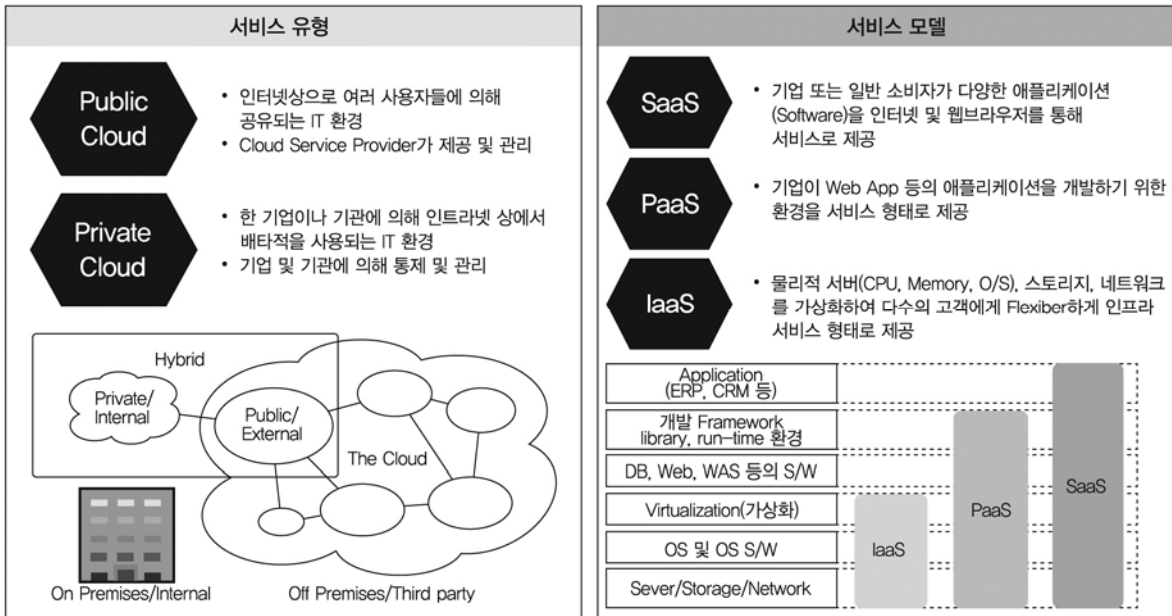 서비스 유형
Public
Cloud
• 인터넷상으로 여러 사용자들에 의해
공유되는 IT 환경
• Cloud Service Provider가 제공 및 관리
Private
Cloud
• 한 기업이나 기관에 의해 인트라넷 상에서
배타적을 사용되는 IT 환경
• 기업 및 기관에 의해 통제 및 관리
Hybrid
Private/
Internal
Public/
External
The Cloud
On Premises/Internal
Off Premises/Third party
서비스 모델
SaaS
• 기업 또는 일반 소비자가 다양한 애플리케이션
(Software)을 인터넷 및 웹브라우저를 통해
서비스로 제공
PaaS
• 기업이 Web App 등의 애플리케이션을 개발하기 위한
환경을 서비스 형태로 제공
IaaS
• 물리적 서버(CPU, Memory, O/S), 스토리지, 네트워크
를 가상화하여 다수의 고객에게 Flexiber하게 인프라
서비스 형태로 제공
Application
(ERP, CRM 등)
개발 Framework
library, run-time 환경
DB, Web, WAS 등의 S/W
Virtualization(가상화)
OS 및 OS S/W
Sever/Storage/Network
IaaS
PaaS
SaaS